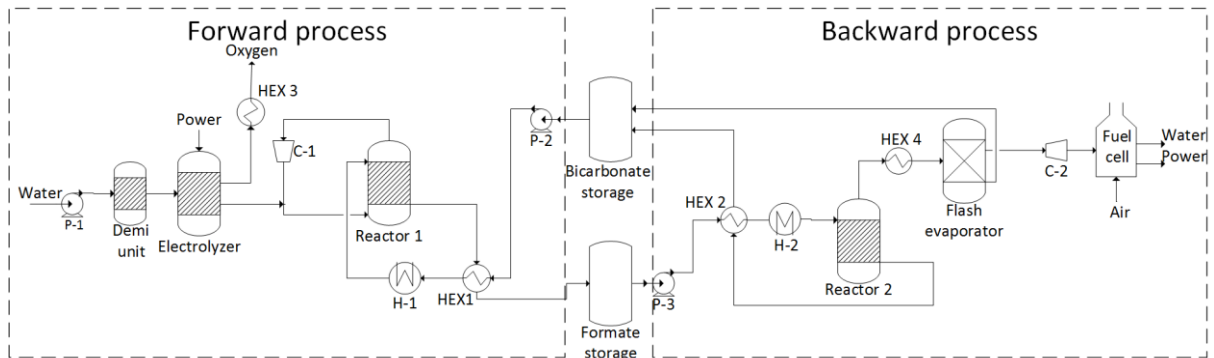 Forward process
Backward process
Oxygen
HEX 3
Power
C-1
P-2
Bicarbonate
storage
HEX 4
Fuel
cell
Water
Power
C-2
Water
P-1
Demi
unit
Electrolyzer
Reactor 1
HEX 2
H-2
Flash
evaporator
Air
H-1
HEX1
P-3
Reactor 2
Formate
storage